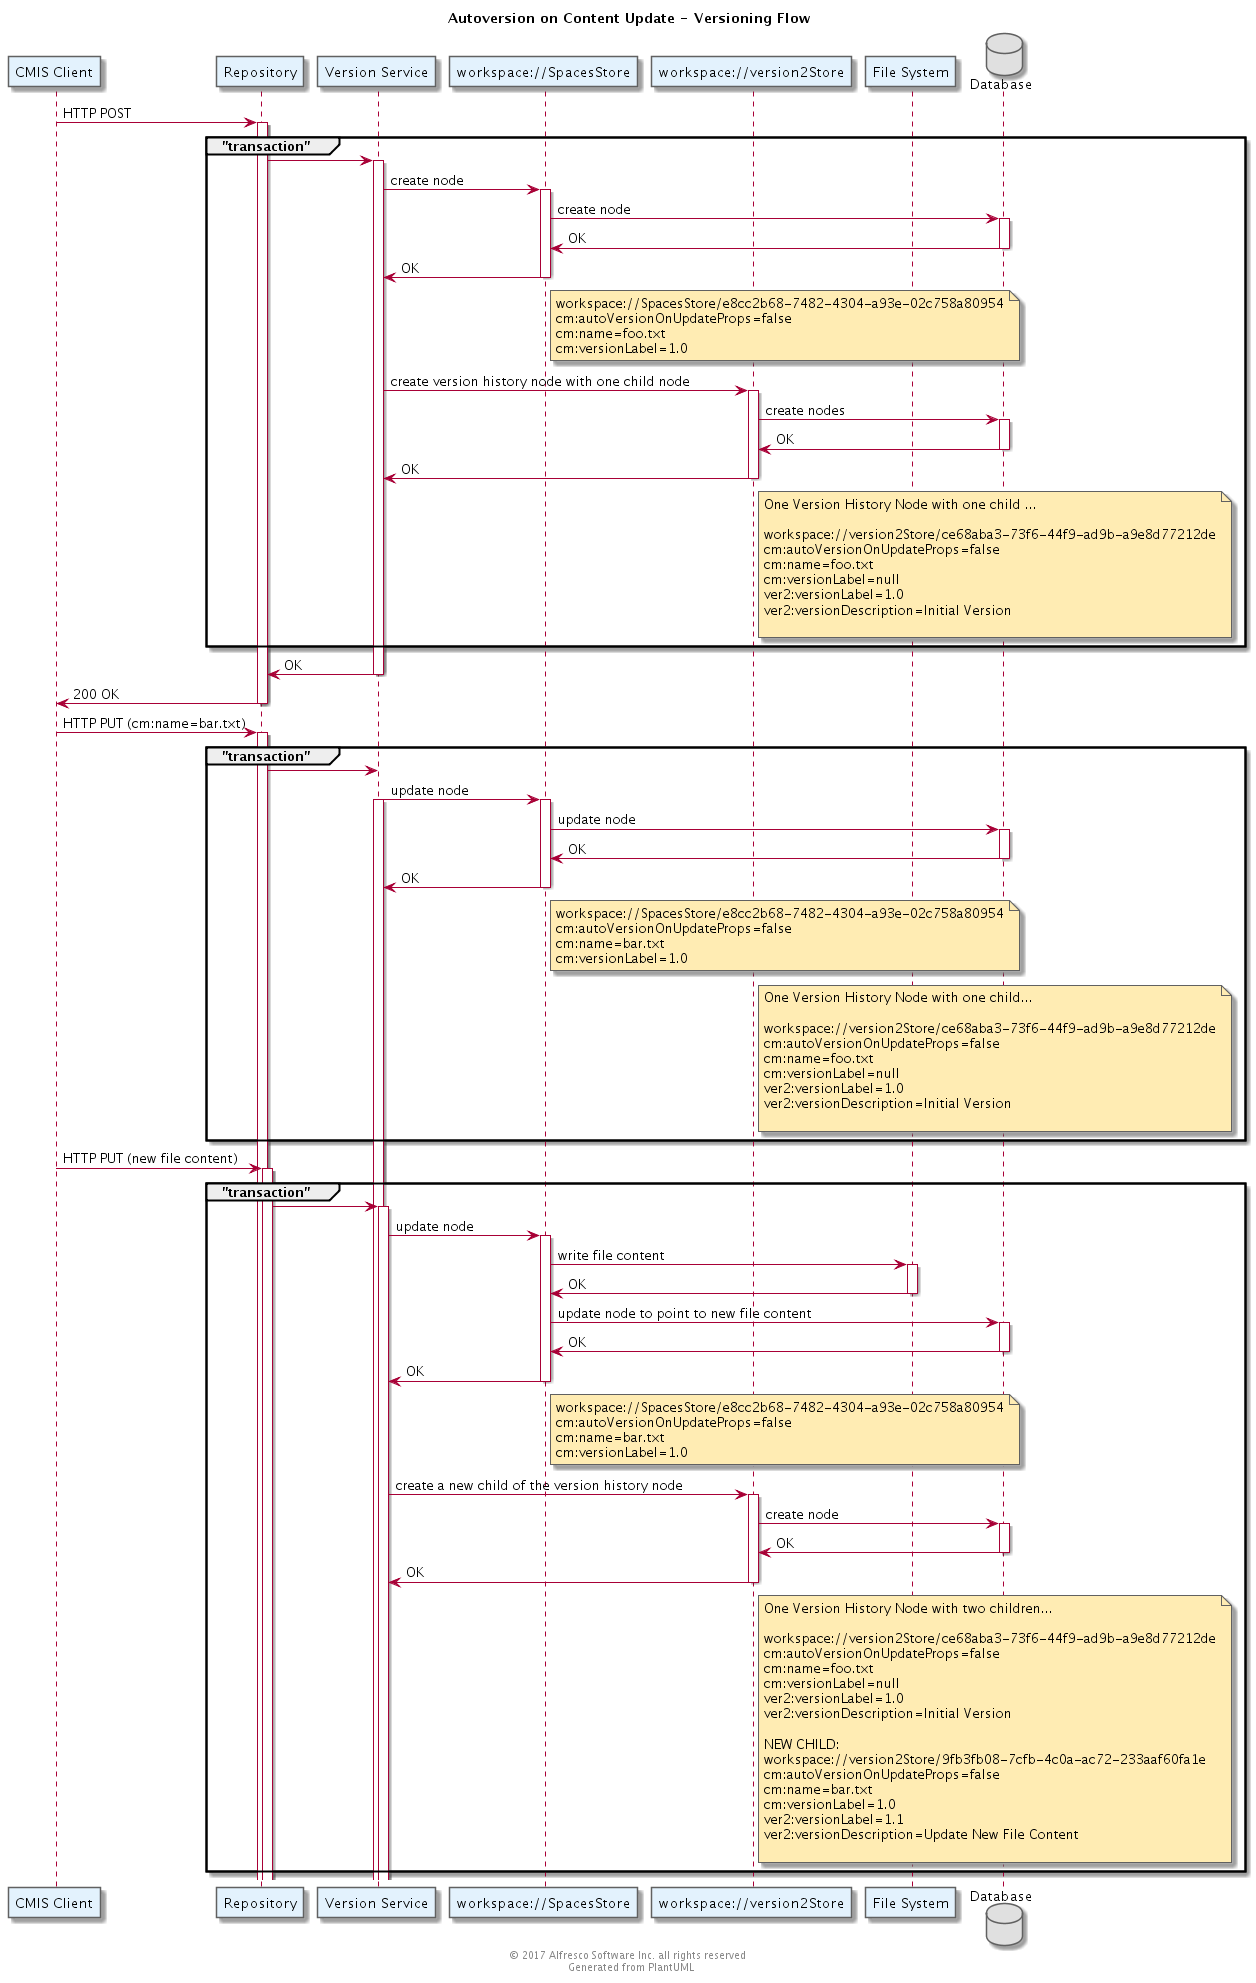 Autoversion on Content Update - Versioning Flow
CMIS Client
Repository
Version Service
workspace://SpacesStore
workspace://version2Store
File System
Database
HTTP POST
"transaction"
create node
create node
OK
OK
workspace://SpacesStore/e8cc2b68-7482-4304-a93e-02c758a80954
cm:autoVersionOnUpdateProps=false
cm:name=foo.txt
cm:versionLabel=1.0
create version history node with one child node
create nodes
OK
OK
One Version History Node with one child ...
workspace://version2Store/ce68aba3-73f6-44f9-ad9b-a9e8d77212de
cm:autoVersionOnUpdateProps=false
cm:name=foo.txt
cm:versionLabel=null
ver2:versionLabel=1.0
ver2:versionDescription=Initial Version
OK
200 OK
HTTP PUT (cm:name=bar.txt)
"transaction"
update node
update node
OK
OK
workspace://SpacesStore/e8cc2b68-7482-4304-a93e-02c758a80954
cm:autoVersionOnUpdateProps=false
cm:name=bar.txt
cm:versionLabel=1.0
One Version History Node with one child...
workspace://version2Store/ce68aba3-73f6-44f9-ad9b-a9e8d77212de
cm:autoVersionOnUpdateProps=false
cm:name=foo.txt
cm:versionLabel=null
ver2:versionLabel=1.0
ver2:versionDescription=Initial Version
HTTP PUT (new file content)
"transaction"
update node
write file content
OK
update node to point to new file content
OK
OK
workspace://SpacesStore/e8cc2b68-7482-4304-a93e-02c758a80954
cm:autoVersionOnUpdateProps=false
cm:name=bar.txt
cm:versionLabel=1.0
create a new child of the version history node
create node
OK
OK
One Version History Node with two children...
workspace://version2Store/ce68aba3-73f6-44f9-ad9b-a9e8d77212de
cm:autoVersionOnUpdateProps=false
cm:name=foo.txt
cm:versionLabel=null
ver2:versionLabel=1.0
ver2:versionDescription=Initial Version
NEW CHILD:
workspace://version2Store/9fb3fb08-7cfb-4c0a-ac72-233aaf60fa1e
cm:autoVersionOnUpdateProps=false
cm:name=bar.txt
cm:versionLabel=1.0
ver2:versionLabel=1.1
ver2:versionDescription=Update New File Content
CMIS Client
Repository
Version Service
workspace://SpacesStore
workspace://version2Store
File System
Database
© 2017 Alfresco Software Inc. all rights reserved
Generated from PlantUML